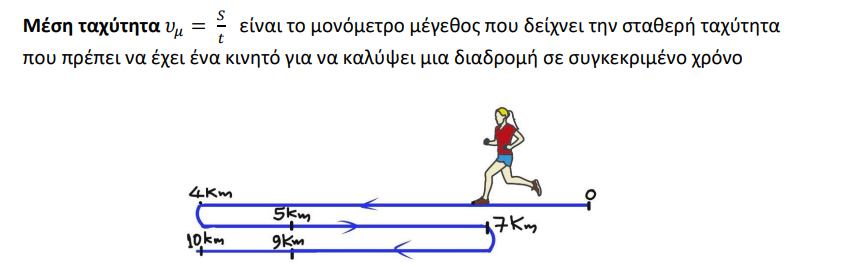 Μέση ταχύτητα υμ = S/t είναι το μονόμετρο μέγεθος που δείχνει την σταθερή ταχύτητα
που πρέπει να έχει ένα κινητό για να καλύψει μια διαδρομή σε συγκεκριμένο χρόνο
4Km O
5Km 7Km
10km 9Km